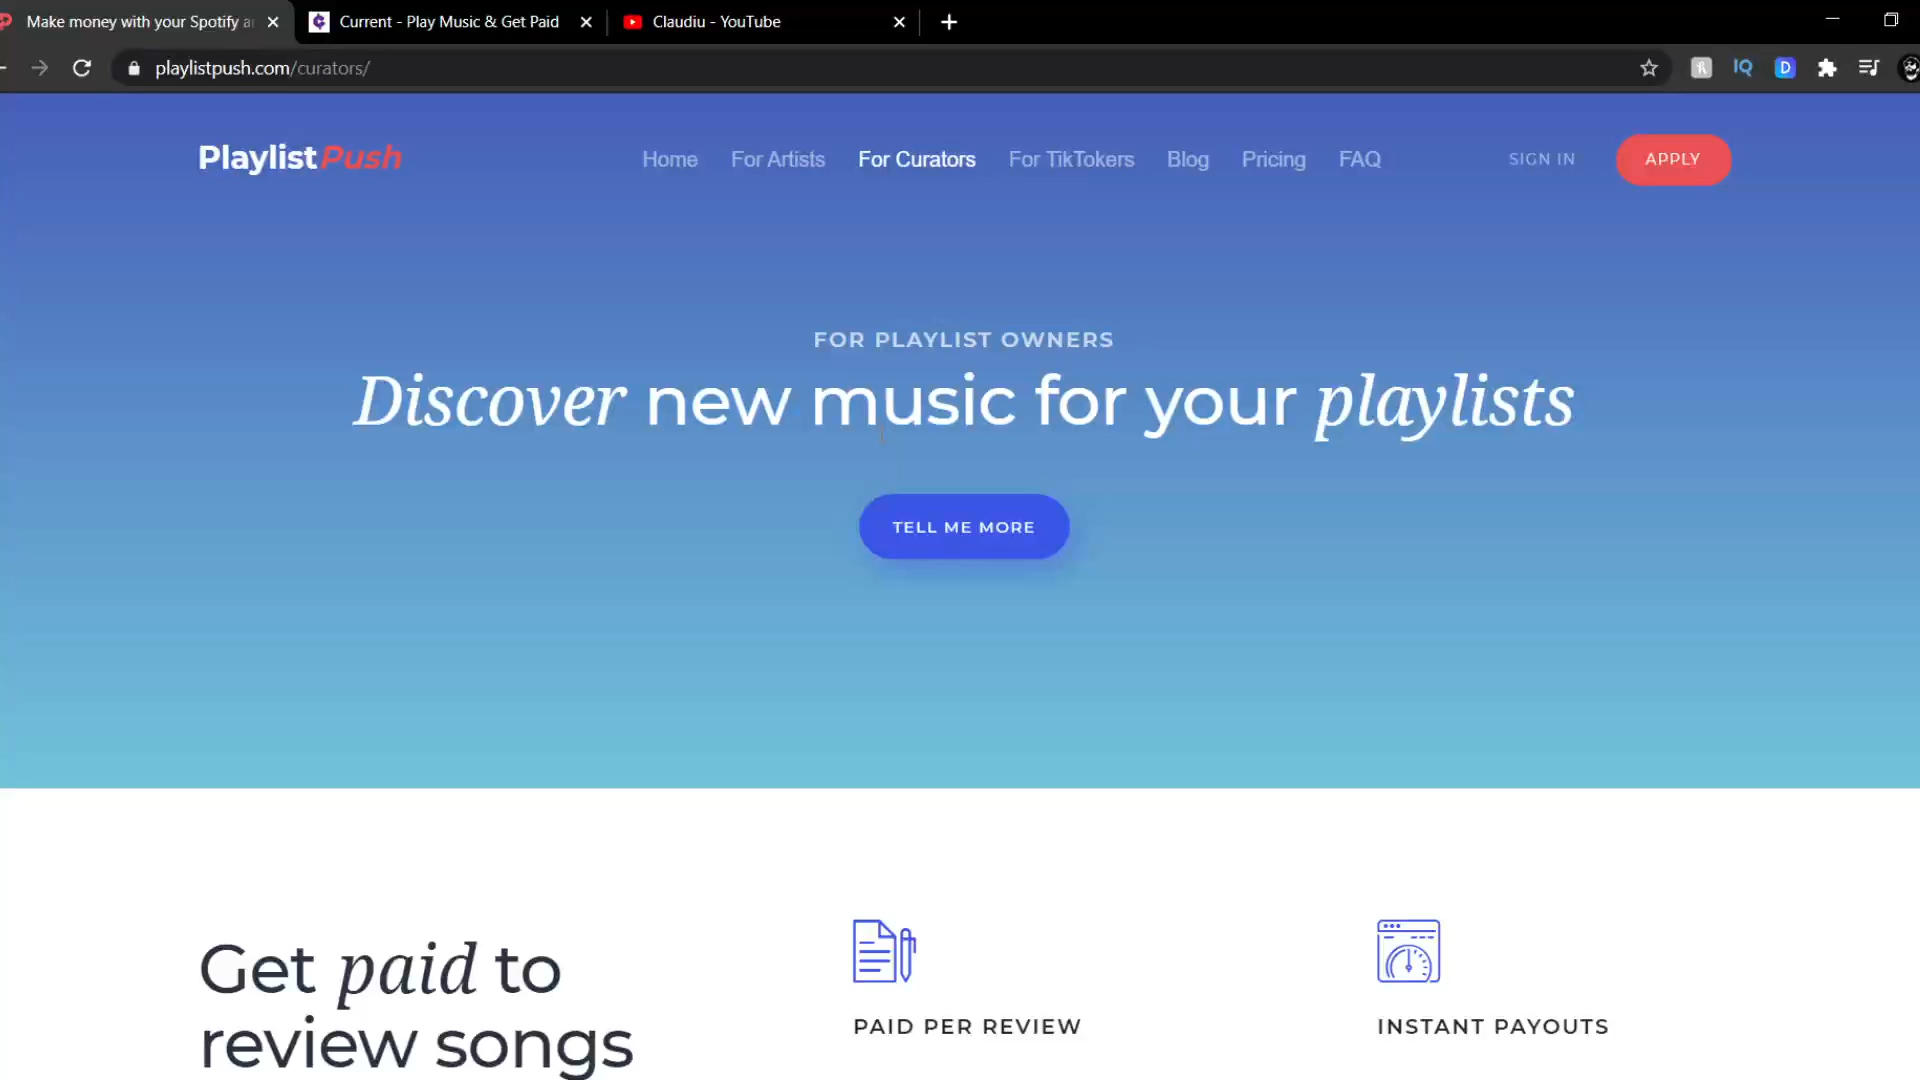 Make money with your Spotify a
Current - Play Music & Get Paid
Claudiu - YouTube
playlistpush.com/curators/
IQ
D
PlaylistPush
Home
For Artists
For Curators
For TikTokers
Blog
Pricing
FAQ
SIGN IN
APPLY
FOR PLAYLIST OWNERS
Discover new music for your playlists
TELL ME MORE
Get paid to
review songs
PAID PER REVIEW
INSTANT PAYOUTS